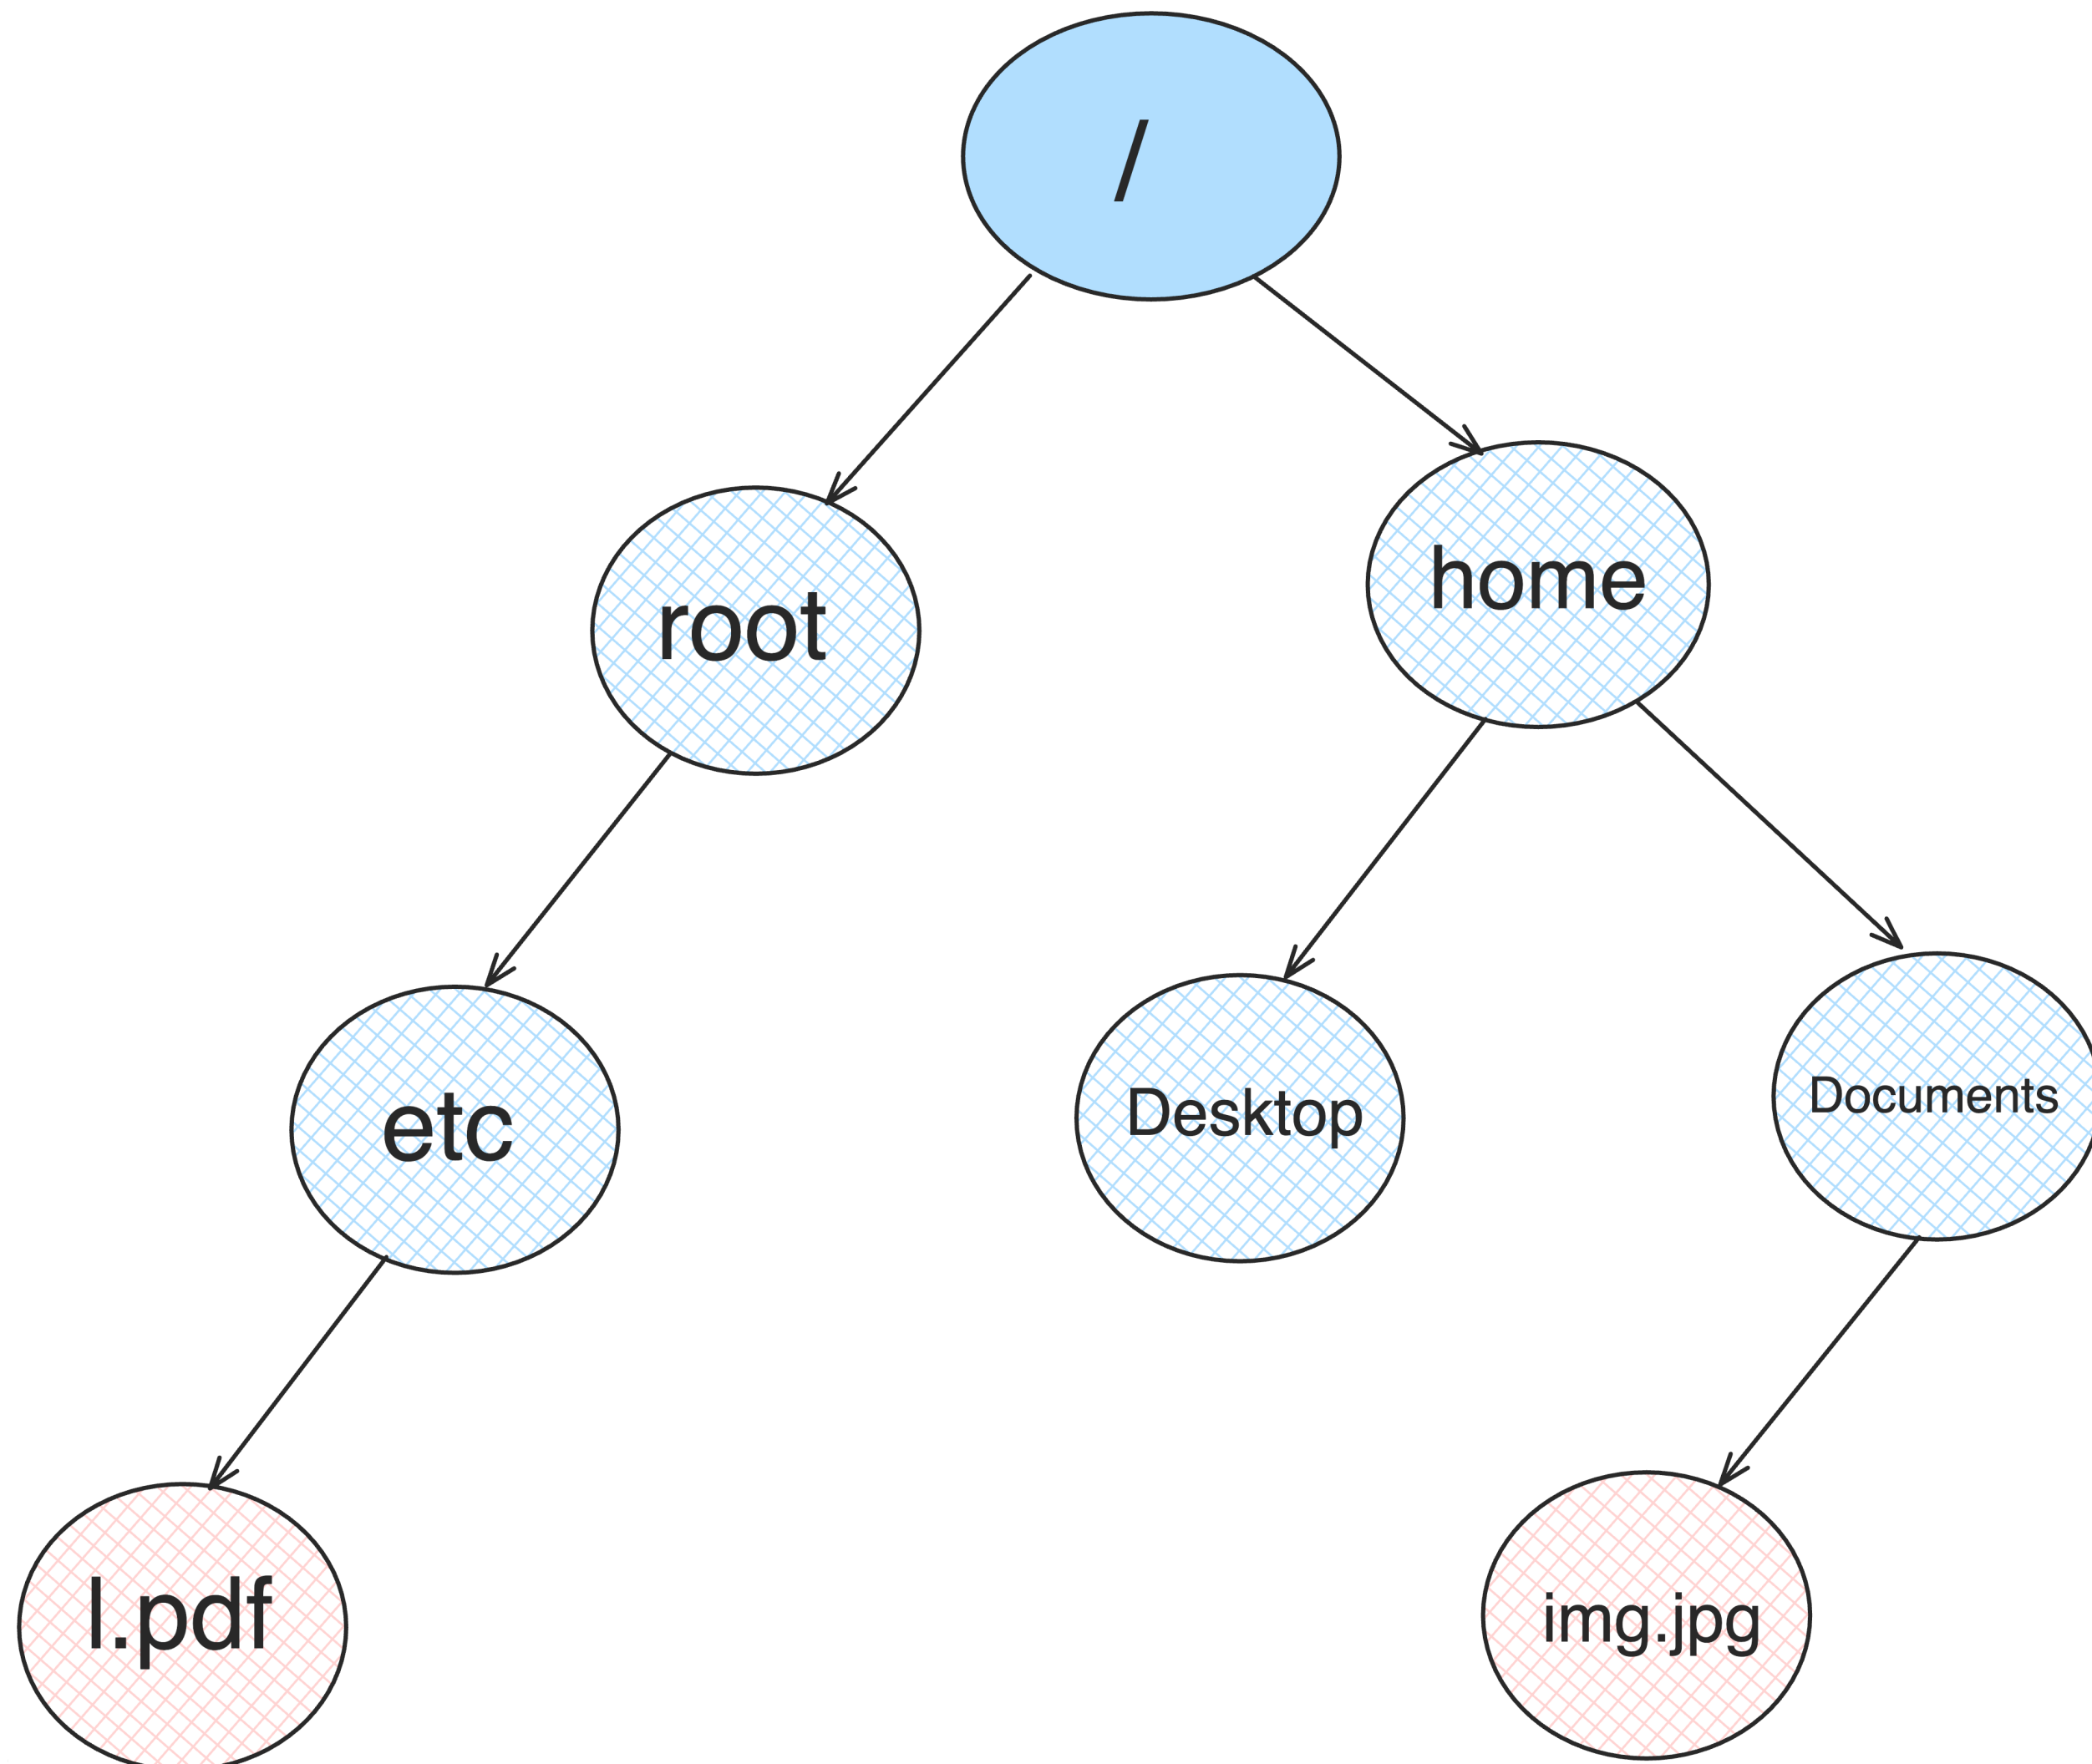 /
root
home
etc
Desktop
Documents
l.pdf
img.jpg